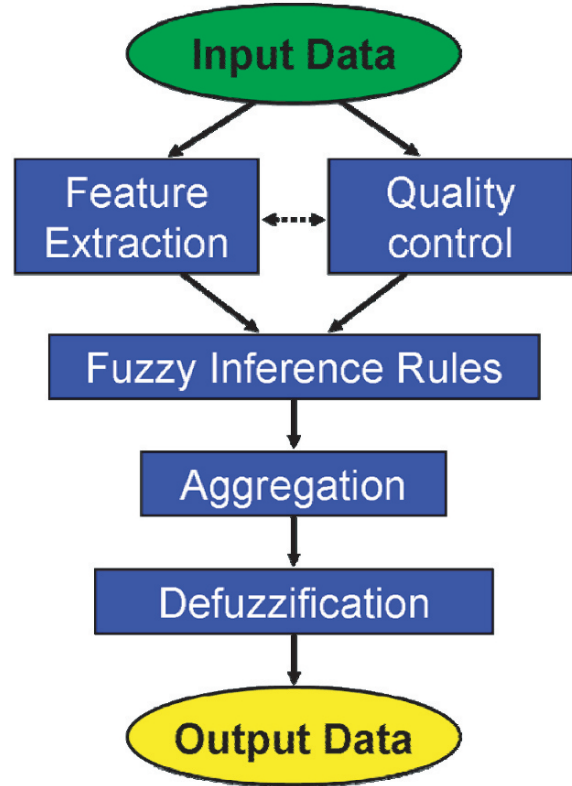 Input Data
Feature
Extraction
Quality
control
Fuzzy Inference Rules
Aggregation
Defuzzification
Output Data